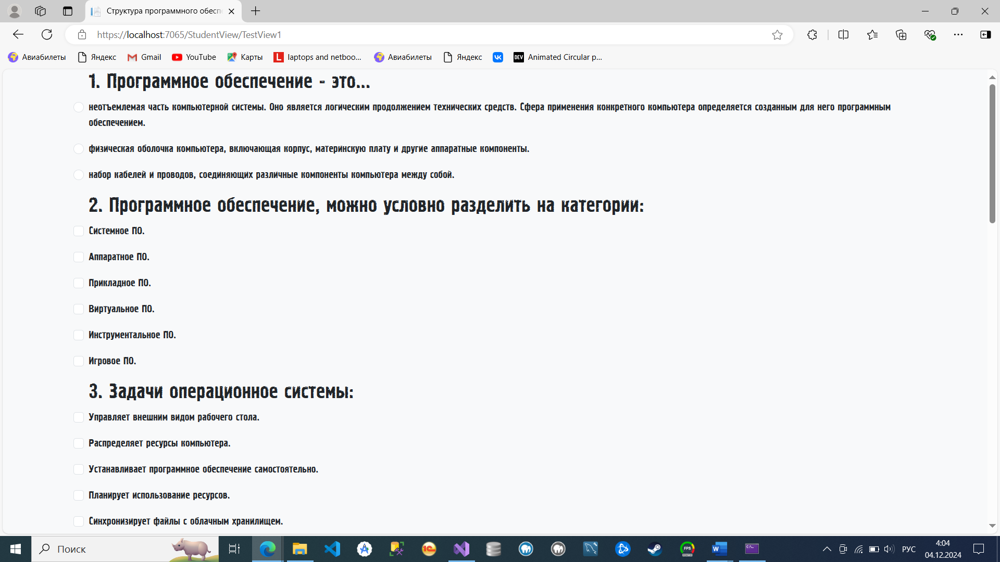 Структура программного обесп
https://localhost:7065/StudentView/TestView1
Авиабилеты Яндекс Gmail YouTube Карты laptops and netboo... Авиабилеты Яндекс Animated Circular p...
1. Программное обеспечение - это...
неотъемлемая часть компьютерной системы. Оно является логическим продолжением технических средств. Сфера применения конкретного компьютера определяется созданным для него программным
обеспечением.
физическая оболочка компьютера, включающая корпус, материнскую плату и другие аппаратные компоненты.
набор кабелей и проводов, соединяющих различные компоненты компьютера между собой.
2. Программное обеспечение, можно условно разделить на категории:
Системное ПО.
Аппаратное ПО.
Прикладное ПО.
Виртуальное ПО.
Инструментальное ПО.
Игровое ПО.
3. Задачи операционное системы:
Управляет внешним видом рабочего стола.
Распределяет ресурсы компьютера.
Устанавливает программное обеспечение самостоятельно.
Планирует использование ресурсов.
Синхронизирует файлы с облачным хранилищем.
Поиск РУС 4:04
04.12.2024